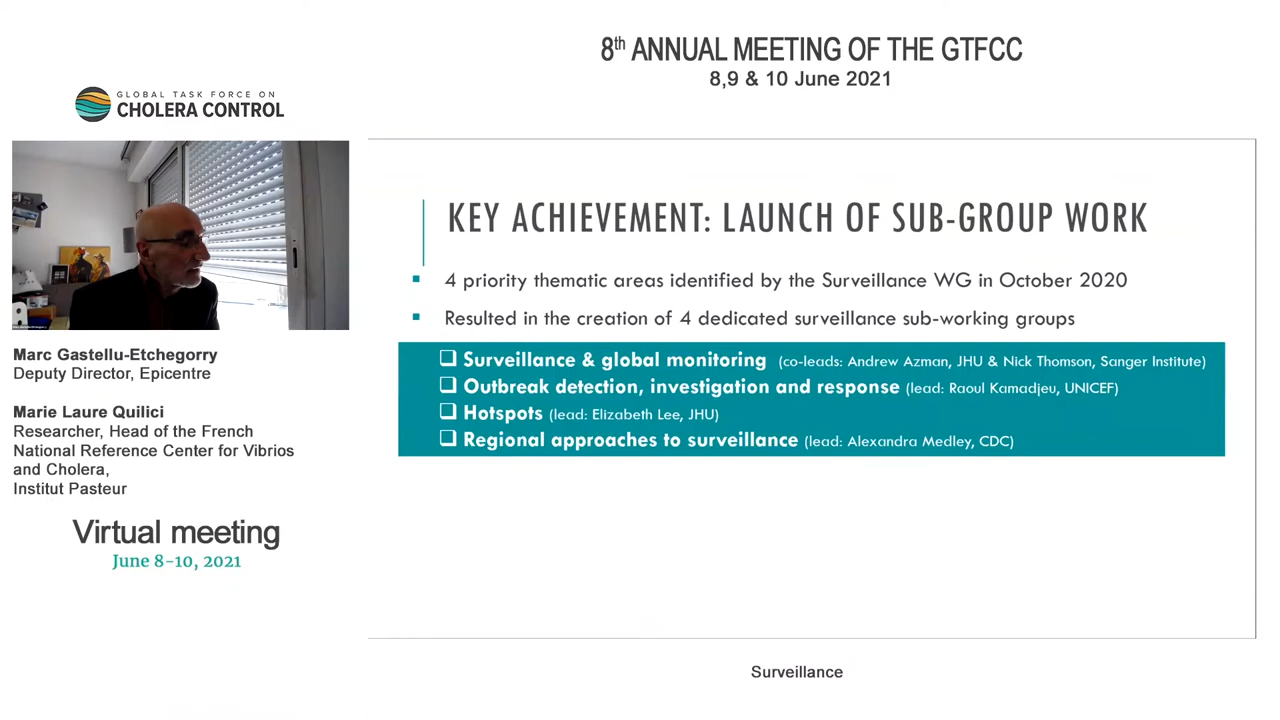 8th ANNUAL MEETING OF THE GTFCC
8,9 & 10 June 2021
GLOBAL TASK FORCE ON
CHOLERA CONTROL
Marc Gastellu-Etchegorry
Deputy Director, Epicentre
Marie Laure Quilici
Researcher, Head of the French
National Reference Center for Vibrios
and Cholera,
Institut Pasteur
Virtual meeting
June 8-10, 2021
KEY ACHIEVEMENT: LAUNCH OF SUB-GROUP WORK
▪ 4 priority thematic areas identified by the Surveillance WG in October 2020
▪ Resulted in the creation of 4 dedicated surveillance sub-working groups
❑ Surveillance & global monitoring (co-leads: Andrew Azman, JHU & Nick Thomson, Sanger Institute)
❑ Outbreak detection, investigation and response (lead: Raoul Kamadjeu, UNICEF)
❑ Hotspots (lead: Elizabeth Lee, JHU)
❑ Regional approaches to surveillance (lead: Alexandra Medley, CDC)
Surveillance